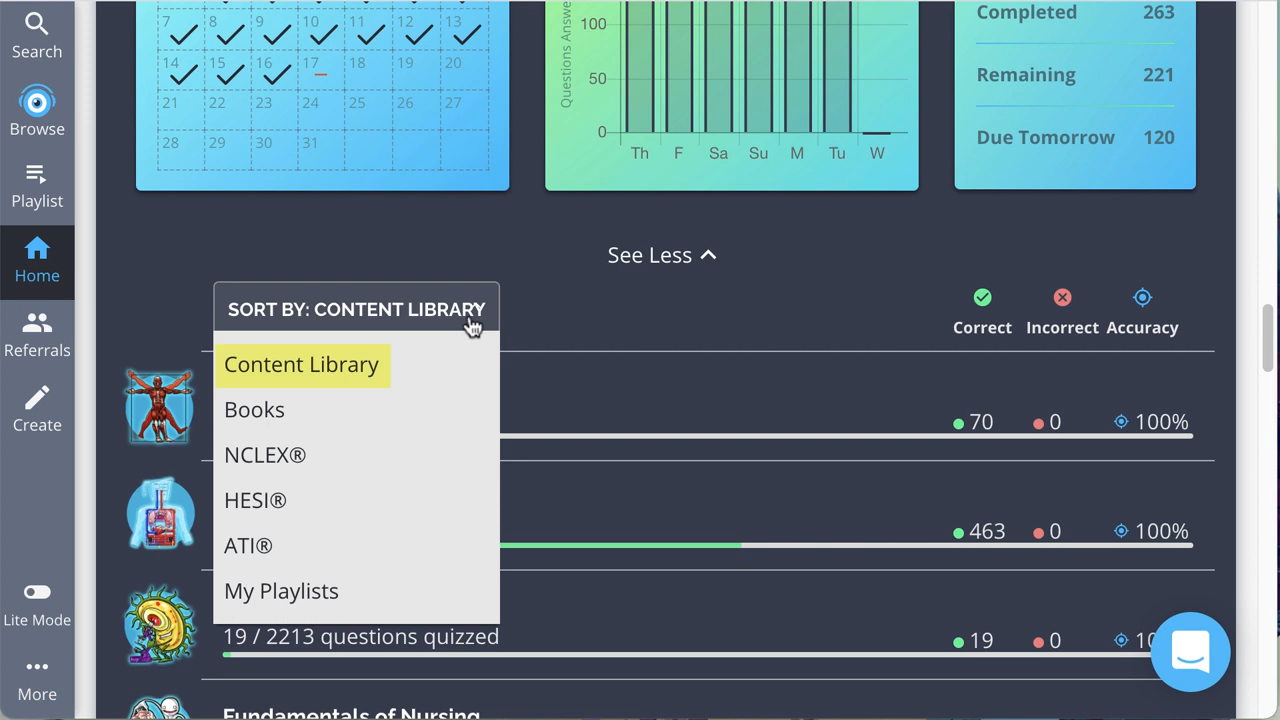 Search
Browse
Playlist
Home
Referrals
Create
Lite Mode
More
7 8 9 10 11 12 13
14 15 16 17 18 19 20
21 22 23 24 25 26 27
28 29 30 31
Questions Answe
100
50
0
Th F Sa Su M Tu W
Completed 263
Remaining 221
Due Tomorrow 120
See Less
SORT BY: CONTENT LIBRARY
Correct Incorrect Accuracy
Content Library
Books
NCLEX®
HESI®
ATI®
My Playlists
70 0 100%
463 0 100%
19 / 2213 questions quizzed
19 0 10
Fundamentals of Nursing